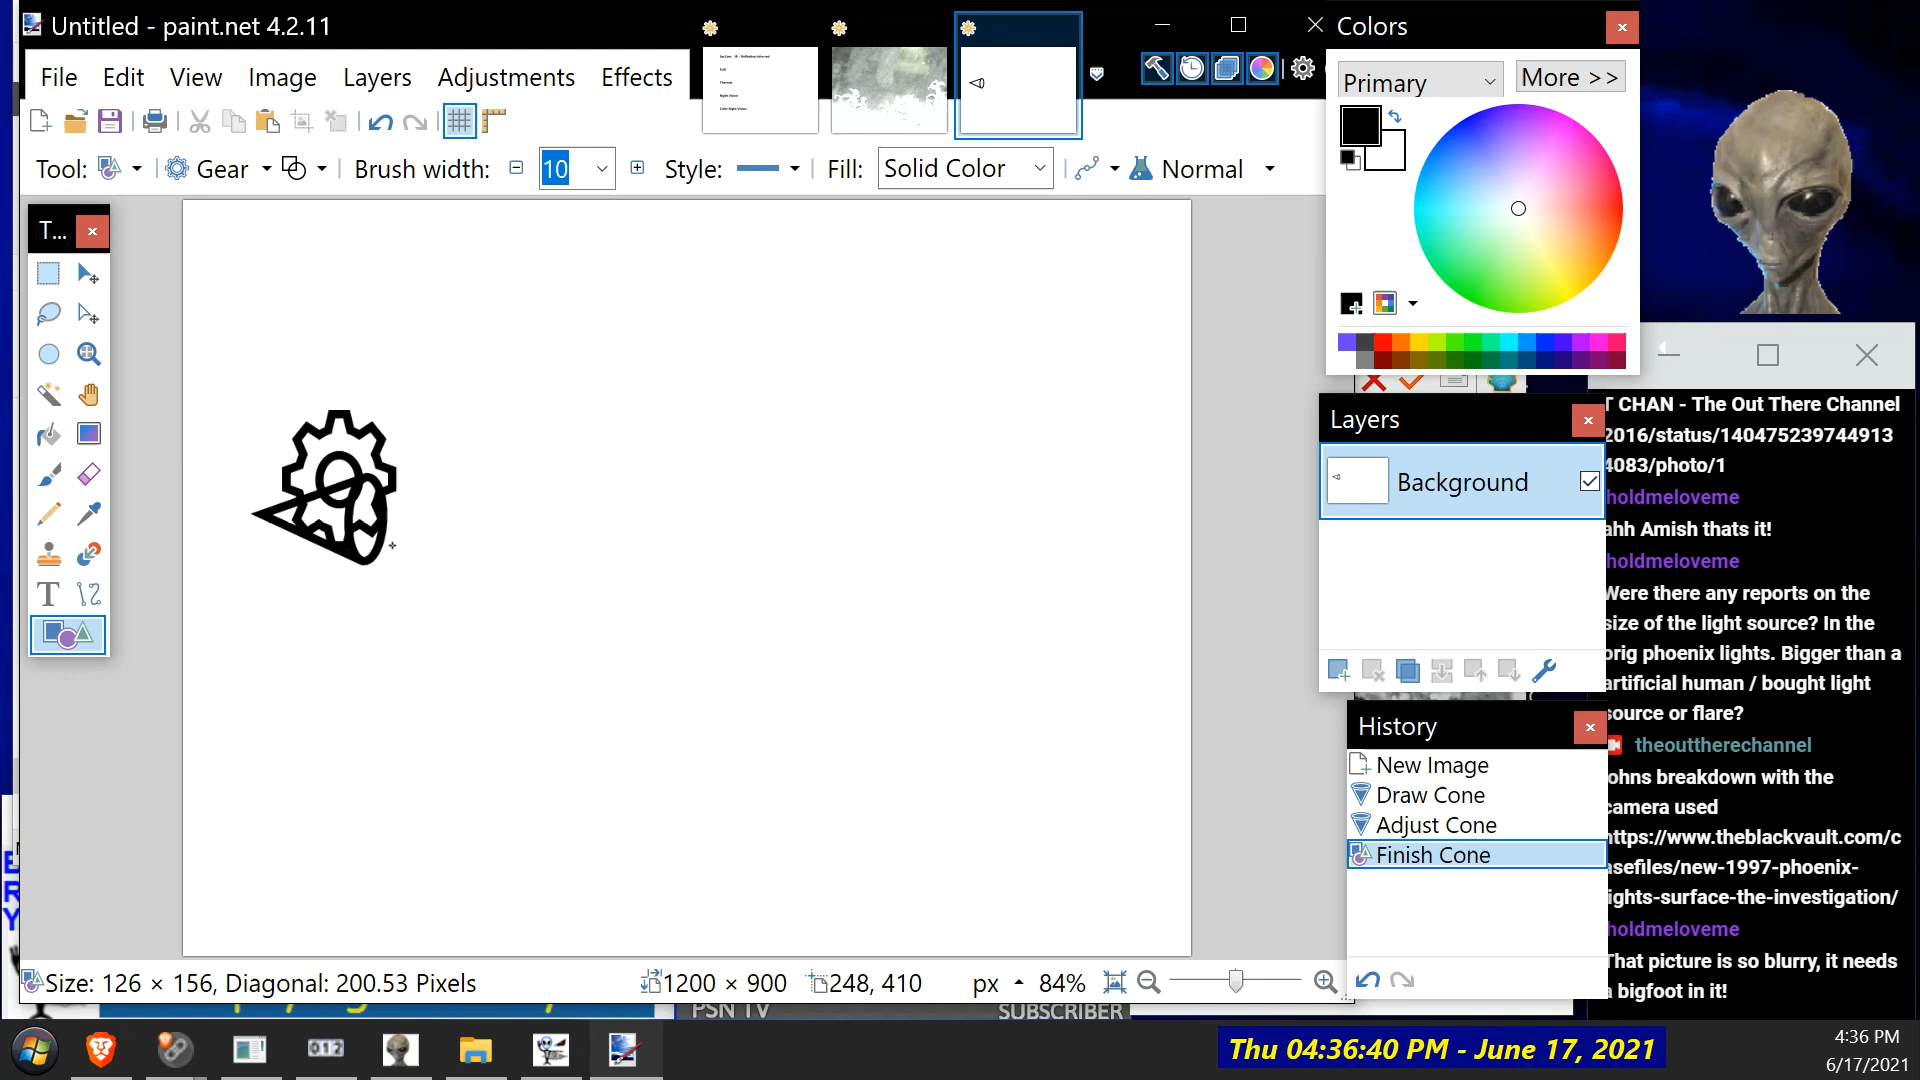 Untitled - paint.net 4.2.11
File Edit View Image Layers Adjustments Effects
Tool: Gear Brush width: 10 Style: Fill: Solid Color Normal
T...
Colors
Primary More >>
Layers
Background
History
New Image
Draw Cone
Adjust Cone
Finish Cone
Size: 126 × 156, Diagonal: 200.53 Pixels 1200 × 900 248, 410 px 84%
T CHAN - The Out There Channel
2016/status/140475239744913
4083/photo/1
holdmeloveme
ahh Amish thats it!
holdmeloveme
Were there any reports on the
size of the light source? In the
orig phoenix lights. Bigger than a
artificial human / bought light
source or flare?
theouttherechannel
ohns breakdown with the
camera used
https://www.theblackvault.com/c
asefiles/new-1997-phoenix-
lights-surface-the-investigation/
holdmeloveme
That picture is so blurry, it needs
a bigfoot in it!
E
R
Y
PSN TV SUBSCRIBER
012
Thu 04:36:40 PM - June 17, 2021
4:36 PM
6/17/2021